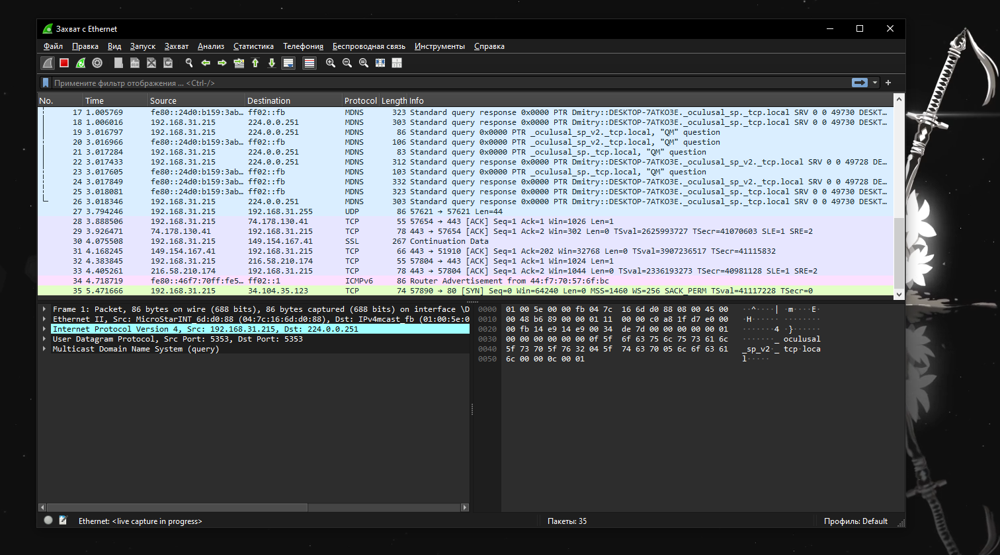 Захват с Ethernet
Файл Правка Вид Запуск Захват Анализ Статистика Телефония Беспроводная связь Инструменты Справка
Примените фильтр отображения ... <Ctrl-/>
No. Time Source Destination Protocol Length Info
17 1.005769 fe80::24d0:b159:3ab… ff02::fb MDNS 323 Standard query response 0x0000 PTR Dmitry::DESKTOP-7ATKO3E._oculusal_sp._tcp.local SRV 0 0 49730 DESKT…
18 1.006016 192.168.31.215 224.0.0.251 MDNS 303 Standard query response 0x0000 PTR Dmitry::DESKTOP-7ATKO3E._oculusal_sp._tcp.local SRV 0 0 49730 DESKT…
19 3.016797 192.168.31.215 224.0.0.251 MDNS 86 Standard query 0x0000 PTR _oculusal_sp_v2._tcp.local, "QM" question
20 3.016966 fe80::24d0:b159:3ab… ff02::fb MDNS 106 Standard query 0x0000 PTR _oculusal_sp_v2._tcp.local, "QM" question
21 3.017284 192.168.31.215 224.0.0.251 MDNS 83 Standard query 0x0000 PTR _oculusal_sp._tcp.local, "QM" question
22 3.017433 192.168.31.215 224.0.0.251 MDNS 312 Standard query response 0x0000 PTR Dmitry::DESKTOP-7ATKO3E._oculusal_sp_v2._tcp.local SRV 0 0 49728 DE…
23 3.017605 fe80::24d0:b159:3ab… ff02::fb MDNS 103 Standard query 0x0000 PTR _oculusal_sp._tcp.local, "QM" question
24 3.017849 fe80::24d0:b159:3ab… ff02::fb MDNS 332 Standard query response 0x0000 PTR Dmitry::DESKTOP-7ATKO3E._oculusal_sp_v2._tcp.local SRV 0 0 49728 DE…
25 3.018081 fe80::24d0:b159:3ab… ff02::fb MDNS 323 Standard query response 0x0000 PTR Dmitry::DESKTOP-7ATKO3E._oculusal_sp._tcp.local SRV 0 0 49730 DESKT…
26 3.018346 192.168.31.215 224.0.0.251 MDNS 303 Standard query response 0x0000 PTR Dmitry::DESKTOP-7ATKO3E._oculusal_sp._tcp.local SRV 0 0 49730 DESKT…
27 3.794246 192.168.31.215 192.168.31.255 UDP 86 57621 → 57621 Len=44
28 3.888506 192.168.31.215 74.178.130.41 TCP 55 57654 → 443 [ACK] Seq=1 Ack=1 Win=1026 Len=1
29 3.926471 74.178.130.41 192.168.31.215 TCP 78 443 → 57654 [ACK] Seq=1 Ack=2 Win=302 Len=0 TSval=2625993727 TSecr=41070603 SLE=1 SRE=2
30 4.075508 192.168.31.215 149.154.167.41 SSL 267 Continuation Data
31 4.168245 149.154.167.41 192.168.31.215 TCP 66 443 → 51910 [ACK] Seq=1 Ack=202 Win=32768 Len=0 TSval=3907236517 TSecr=41115832
32 4.383845 192.168.31.215 216.58.210.174 TCP 55 57804 → 443 [ACK] Seq=1 Ack=1 Win=1024 Len=1
33 4.405261 216.58.210.174 192.168.31.215 TCP 78 443 → 57804 [ACK] Seq=1 Ack=2 Win=1044 Len=0 TSval=2336193273 TSecr=40981128 SLE=1 SRE=2
34 4.718719 fe80::46f7:70ff:fe5… ff02::1 ICMPv6 86 Router Advertisement from 44:f7:70:57:6f:bc
35 5.471666 192.168.31.215 34.104.35.123 TCP 74 57890 → 80 [SYN] Seq=0 Win=64240 Len=0 MSS=1460 WS=256 SACK_PERM TSval=41117228 TSecr=0
Frame 1: Packet, 86 bytes on wire (688 bits), 86 bytes captured (688 bits) on interface \D
Ethernet II, Src: MicroStarINT_6d:d0:88 (04:7c:16:6d:d0:88), Dst: IPv4mcast_fb (01:00:5e:0
Internet Protocol Version 4, Src: 192.168.31.215, Dst: 224.0.0.251
User Datagram Protocol, Src Port: 5353, Dst Port: 5353
Multicast Domain Name System (query)
0000 01 00 5e 00 00 fb 04 7c 16 6d d0 88 08 00 45 00 ··^····| ·m····E·
0010 00 48 b6 89 00 00 01 11 00 00 c0 a8 1f d7 e0 00 ·H······ ········
0020 00 fb 14 e9 14 e9 00 34 de 7d 00 00 00 00 00 01 ·······4 ·}······
0030 00 00 00 00 00 00 0f 5f 6f 63 75 6c 75 73 61 6c ·······_ oculusal
0040 5f 73 70 5f 76 32 04 5f 74 63 70 05 6c 6f 63 61 _sp_v2·_ tcp·loca
0050 6c 00 00 0c 00 01 l·····
Ethernet: <live capture in progress>
Пакеты: 35
Профиль: Default